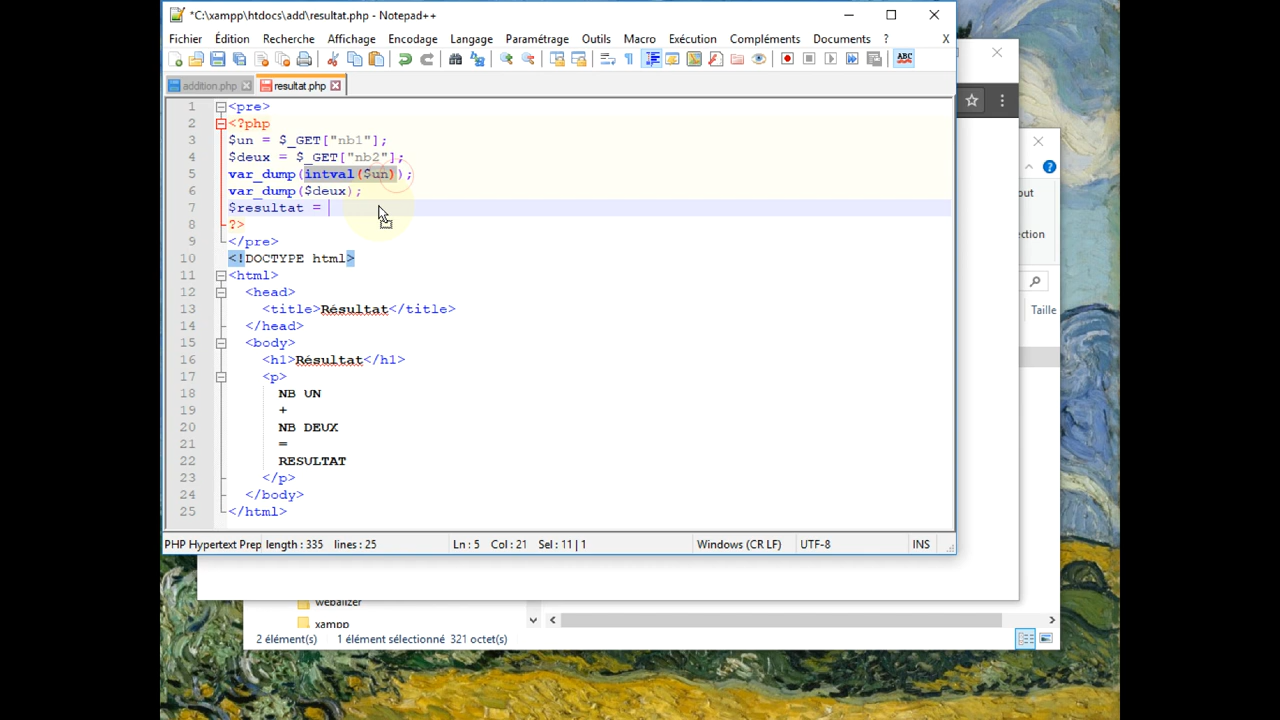 *C:\xampp\htdocs\add\resultat.php - Notepad++
Fichier Édition Recherche Affichage Encodage Langage Paramétrage Outils Macro Exécution Compléments Documents ? X
addition.php resultat.php
1 <pre>
2 <?php
3 $un = $_GET["nb1"];
4 $deux = $_GET["nb2"];
5 var_dump(intval($un));
6 var_dump($deux);
7 $resultat =
8 ?>
9 </pre>
10 <!DOCTYPE html>
11 <html>
12 <head>
13 <title>Résultat</title>
14 </head>
15 <body>
16 <h1>Résultat</h1>
17 <p>
18 NB UN
19 +
20 NB DEUX
21 =
22 RESULTAT
23 </p>
24 </body>
25 </html>
PHP Hypertext Prep length : 335 lines : 25 Ln : 5 Col : 21 Sel : 11 | 1 Windows (CR LF) UTF-8 INS
out
ction
Taille
webalizer
xampp
2 élément(s) 1 élément sélectionné 321 octet(s)